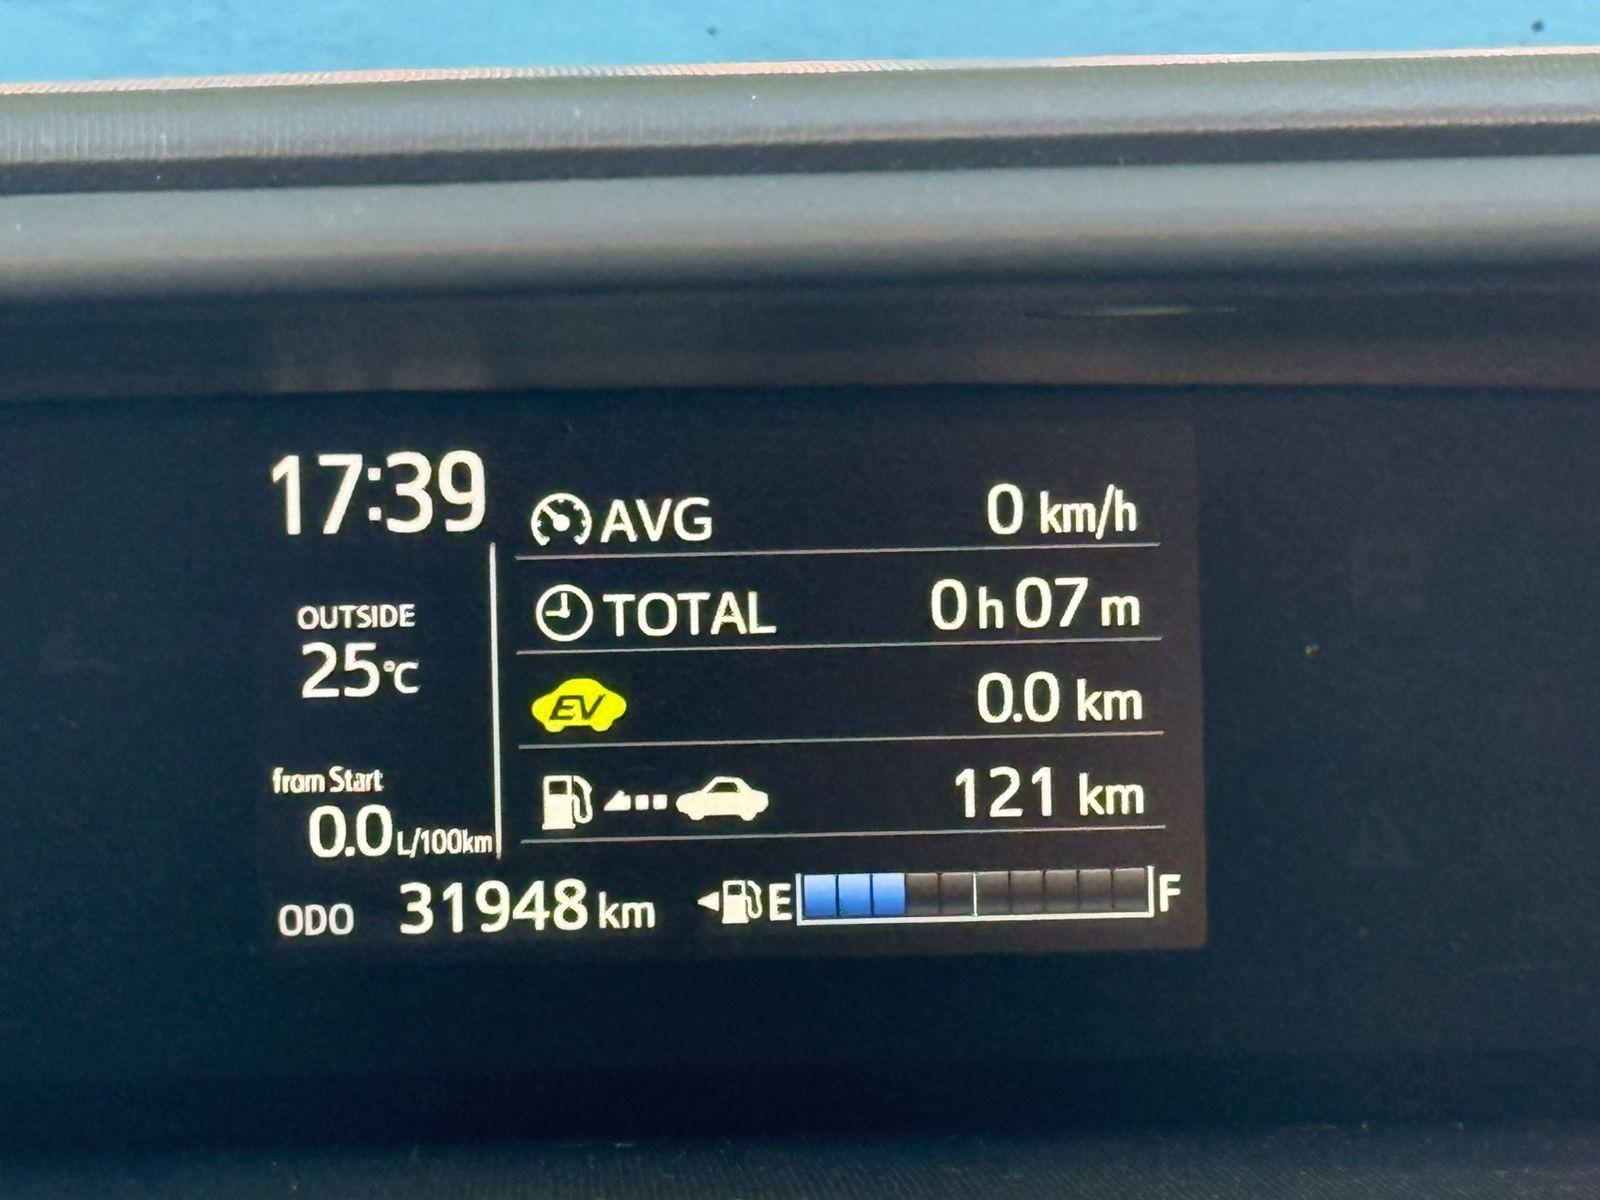 17:39
AVG 0 km/h
TOTAL 0h07m
OUTSIDE
25°C
EV 0.0 km
from Start
0.0 L/100km
121 km
ODO 31948 km
E F